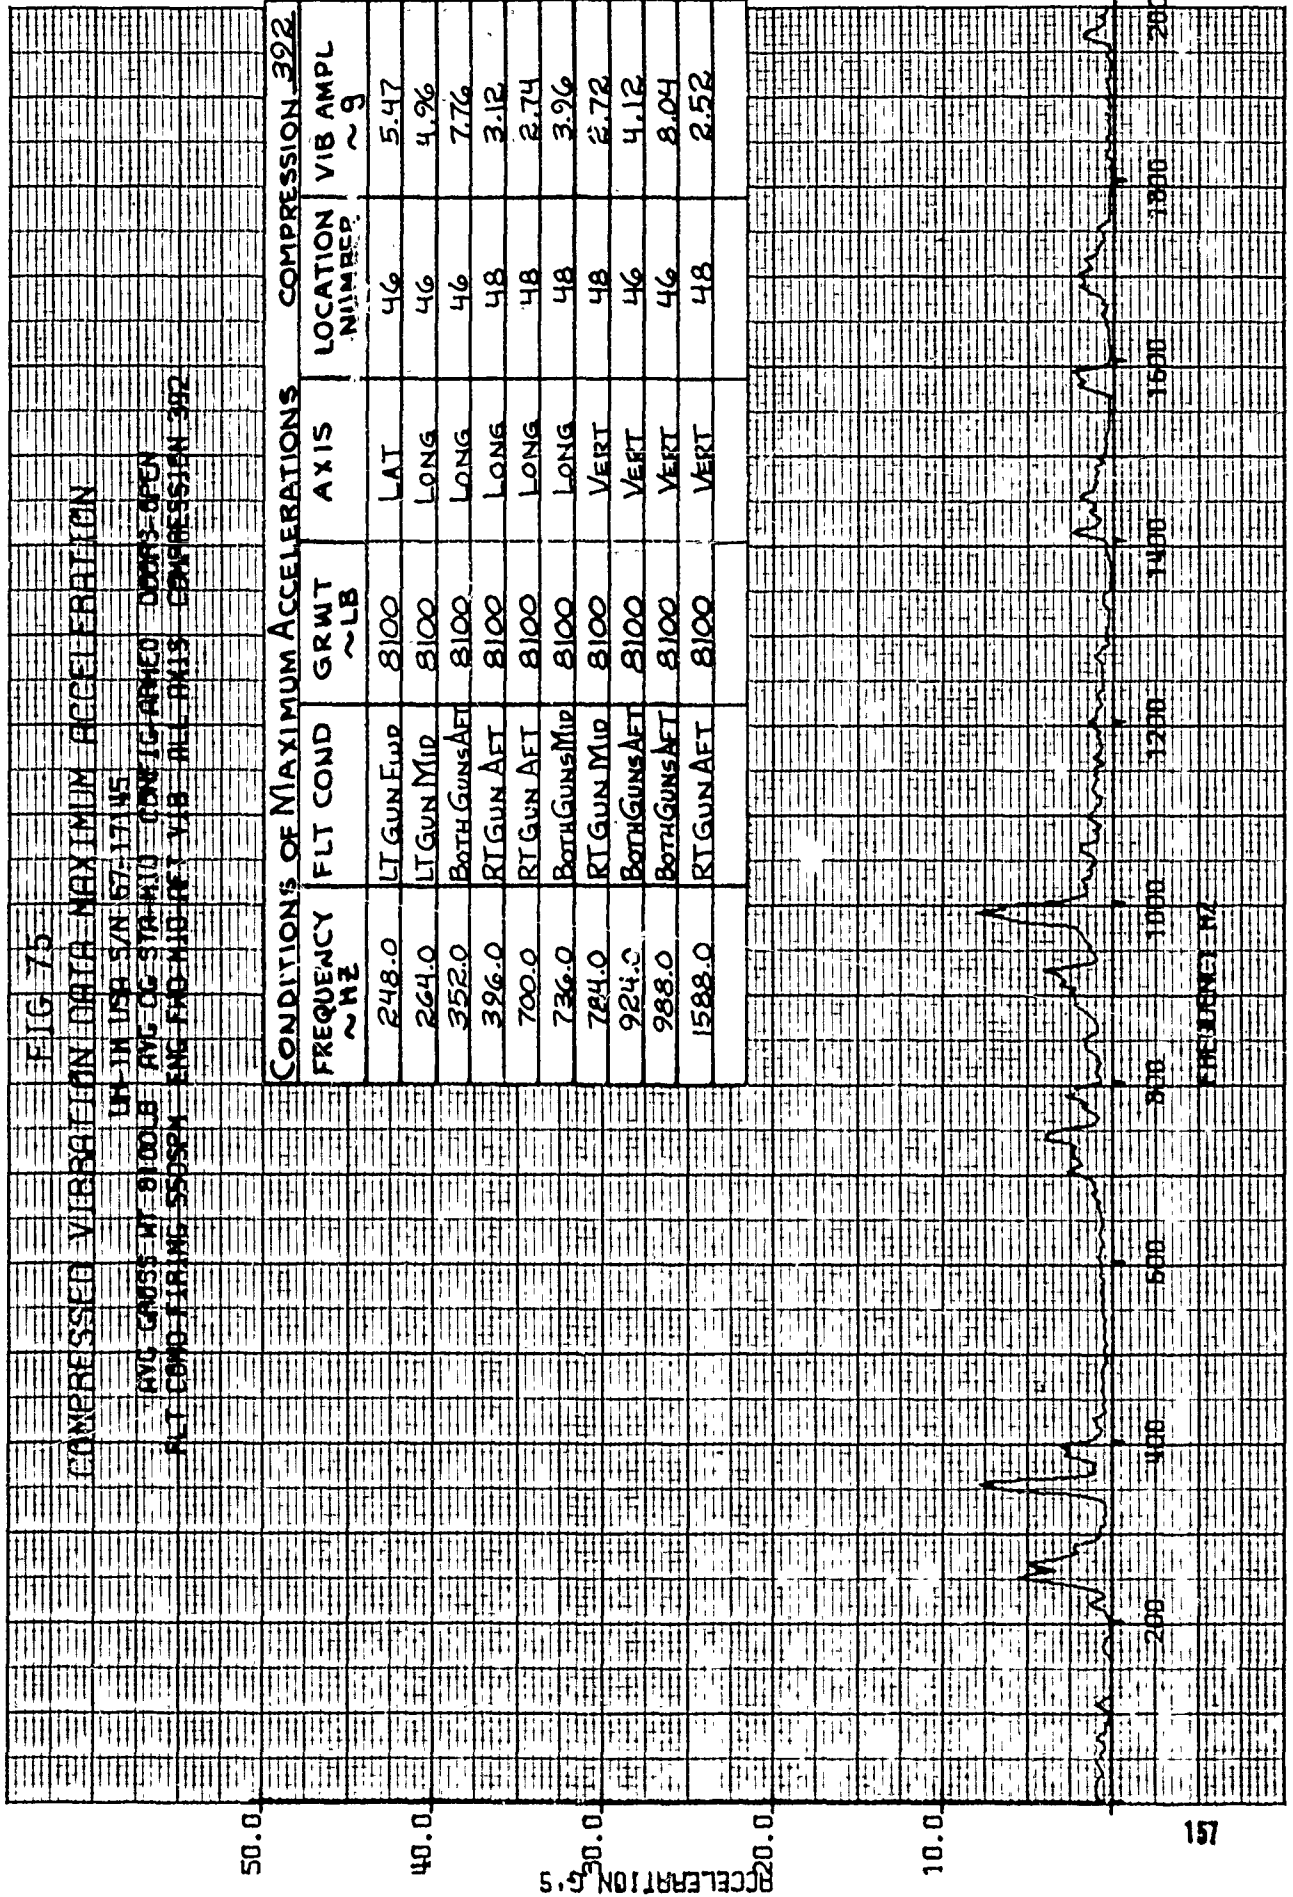 FIG 75
COMPRESSED VIBRATION DATA MAXIMUM ACCELERATION
UH-1H USA S/N 67-17145
AVG GROSS WT 8100LB AVG CG STA MID CONFIG ARMED DOORS OPEN
FLT COND FIRING 550SPM ENG FWD MID AFT VIB ALL AXIS COMPRESSION 392
CONDITIONS OF MAXIMUM ACCELERATIONS COMPRESSION 392
FREQUENCY ~HZ FLT COND GRWT ~LB AXIS LOCATION NUMBER VIB AMPL ~g
248.0 LT GUN FWD 8100 LAT 46 5.47
264.0 LT GUN MID 8100 LONG 46 4.96
352.0 BOTH GUNS AFT 8100 LONG 46 7.76
396.0 RT GUN AFT 8100 LONG 48 3.12
700.0 RT GUN AFT 8100 LONG 48 2.74
736.0 BOTH GUNS MID 8100 LONG 48 3.96
784.0 RT GUN MID 8100 VERT 48 2.72
924.0 BOTH GUNS AFT 8100 VERT 46 4.12
988.0 BOTH GUNS AFT 8100 VERT 46 8.04
1588.0 RT GUN AFT 8100 VERT 48 2.52
50.0
40.0
30.0
20.0
10.0
ACCELERATION G'S
200 400 600 800 1000 1200 1400 1600 1800 200
FREQUENCY HZ
157